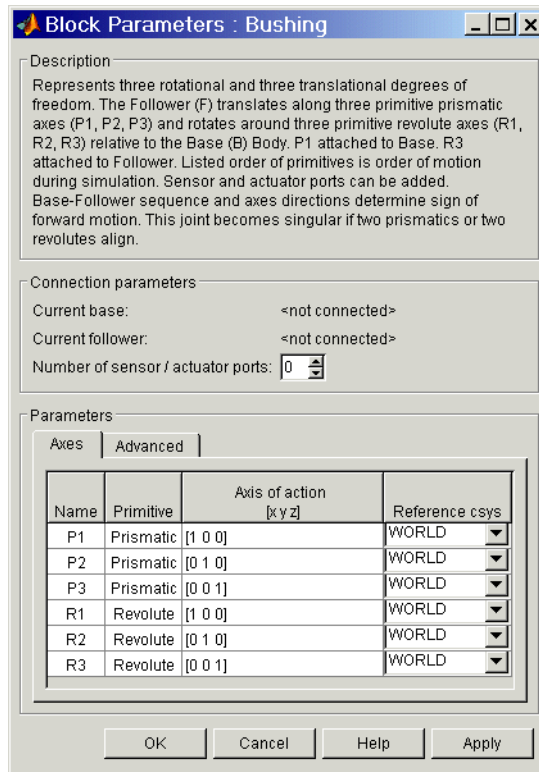 Block Parameters : Bushing
Description
Represents three rotational and three translational degrees of
freedom. The Follower (F) translates along three primitive prismatic
axes (P1, P2, P3) and rotates around three primitive revolute axes (R1,
R2, R3) relative to the Base (B) Body. P1 attached to Base. R3
attached to Follower. Listed order of primitives is order of motion
during simulation. Sensor and actuator ports can be added.
Base-Follower sequence and axes directions determine sign of
forward motion. This joint becomes singular if two prismatics or two
revolutes align.
Connection parameters
Current base: <not connected>
Current follower: <not connected>
Number of sensor / actuator ports: 0
Parameters
Axes Advanced
Name Primitive Axis of action [x y z] Reference csys
P1 Prismatic [1 0 0] WORLD
P2 Prismatic [0 1 0] WORLD
P3 Prismatic [0 0 1] WORLD
R1 Revolute [1 0 0] WORLD
R2 Revolute [0 1 0] WORLD
R3 Revolute [0 0 1] WORLD
OK Cancel Help Apply